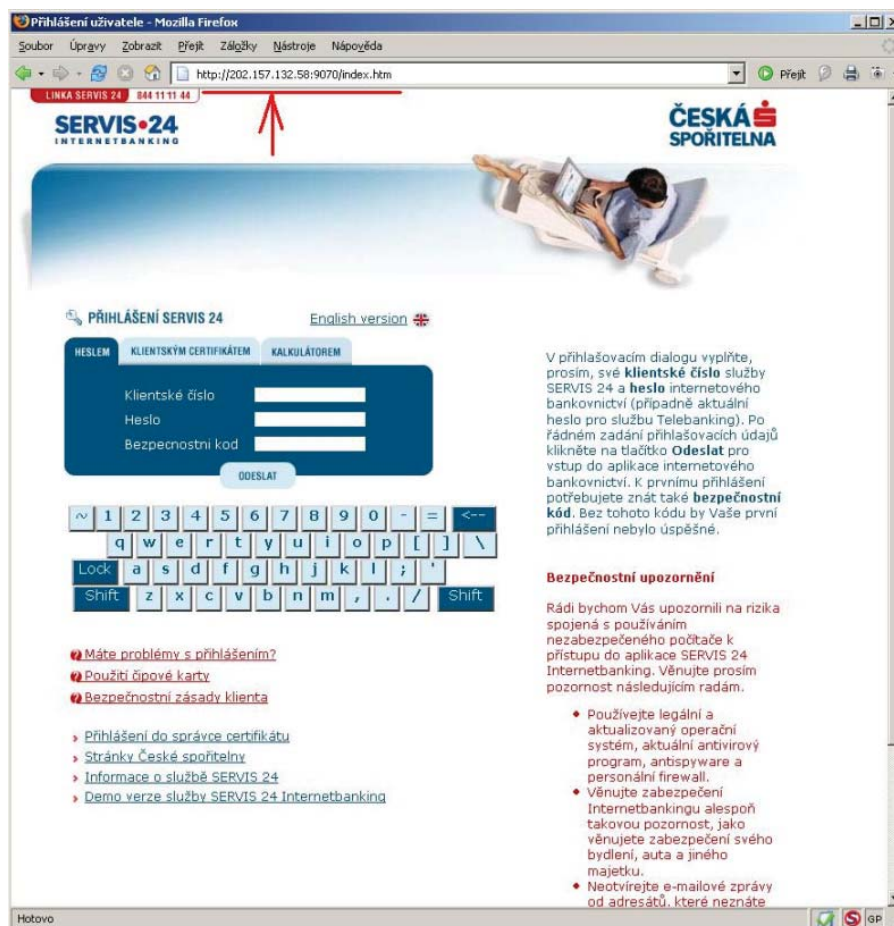 Přihlášení uživatele - Mozilla Firefox
Soubor Úpravy Zobrazit Přejít Záložky Nástroje Nápověda
http://202.157.132.58:9070/index.htm
Přejít
LINKA SERVIS 24 844 11 11 44
SERVIS 24
INTERNETBANKING
ČESKÁ
SPOŘITELNA
PŘIHLÁŠENÍ SERVIS 24
English version
HESLEM KLIENTSKÝM CERTIFIKÁTEM KALKULÁTOREM
Klientské číslo
Heslo
Bezpecnostni kod
ODESLAT
~ 1 2 3 4 5 6 7 8 9 0 - = <--
q w e r t y u i o p [ ] \
Lock a s d f g h j k l ; '
Shift z x c v b n m , . / Shift
Máte problémy s přihlášením?
Použití čipové karty
Bezpečnostní zásady klienta
Přihlášení do správce certifikátu
Stránky České spořitelny
Informace o službě SERVIS 24
Demo verze služby SERVIS 24 Internetbanking
V přihlašovacím dialogu vyplňte,
prosím, své klientské číslo služby
SERVIS 24 a heslo internetového
bankovnictví (případně aktuální
heslo pro službu Telebanking). Po
řádném zadání přihlašovacích údajů
klikněte na tlačítko Odeslat pro
vstup do aplikace internetového
bankovnictví. K prvnímu přihlášení
potřebujete znát také bezpečnostní
kód. Bez tohoto kódu by Vaše první
přihlášení nebylo úspěšné.
Bezpečnostní upozornění
Rádi bychom Vás upozornili na rizika
spojená s používáním
nezabezpečeného počítače k
přístupu do aplikace SERVIS 24
Internetbanking. Věnujte prosím
pozornost následujícím radám.
Používejte legální a
aktualizovaný operační
systém, aktuální antivirový
program, antispyware a
personální firewall.
Věnujte zabezpečení
Internetbankingu alespoň
takovou pozornost, jako
věnujete zabezpečení svého
bydlení, auta a jiného
majetku.
Neotvírejte e-mailové zprávy
od adresátů, které neznáte
Hotovo
GP